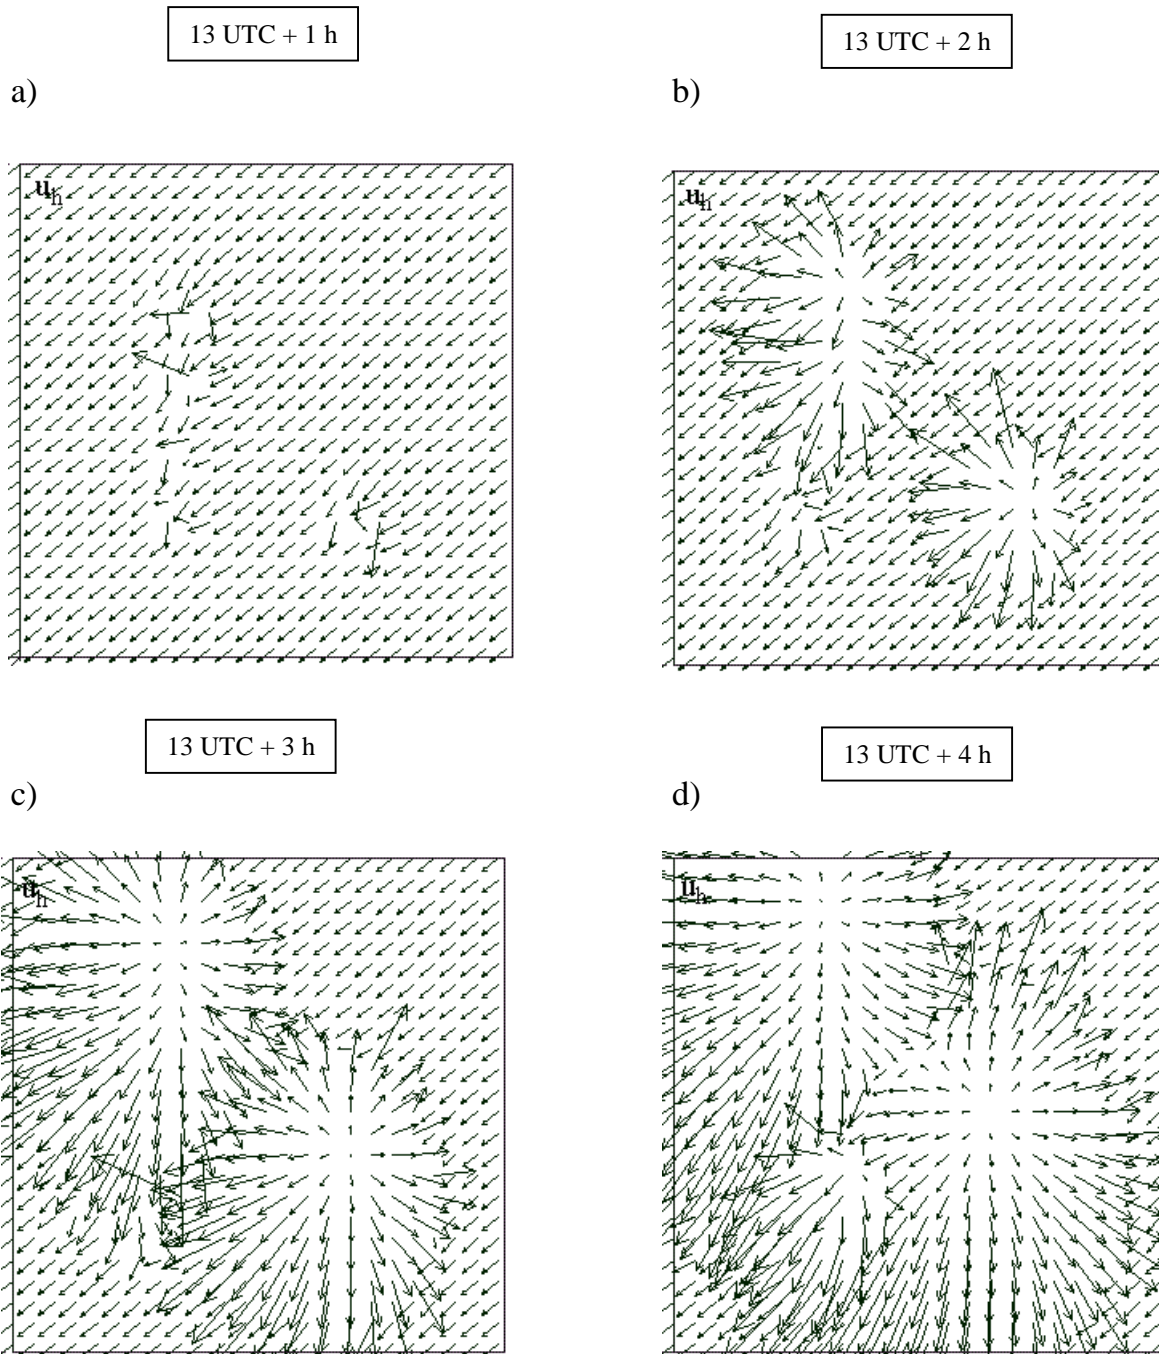 13 UTC + 1 h
13 UTC + 2 h
a)
b)
u_h
u_h
13 UTC + 3 h
13 UTC + 4 h
c)
d)
u_h
u_h